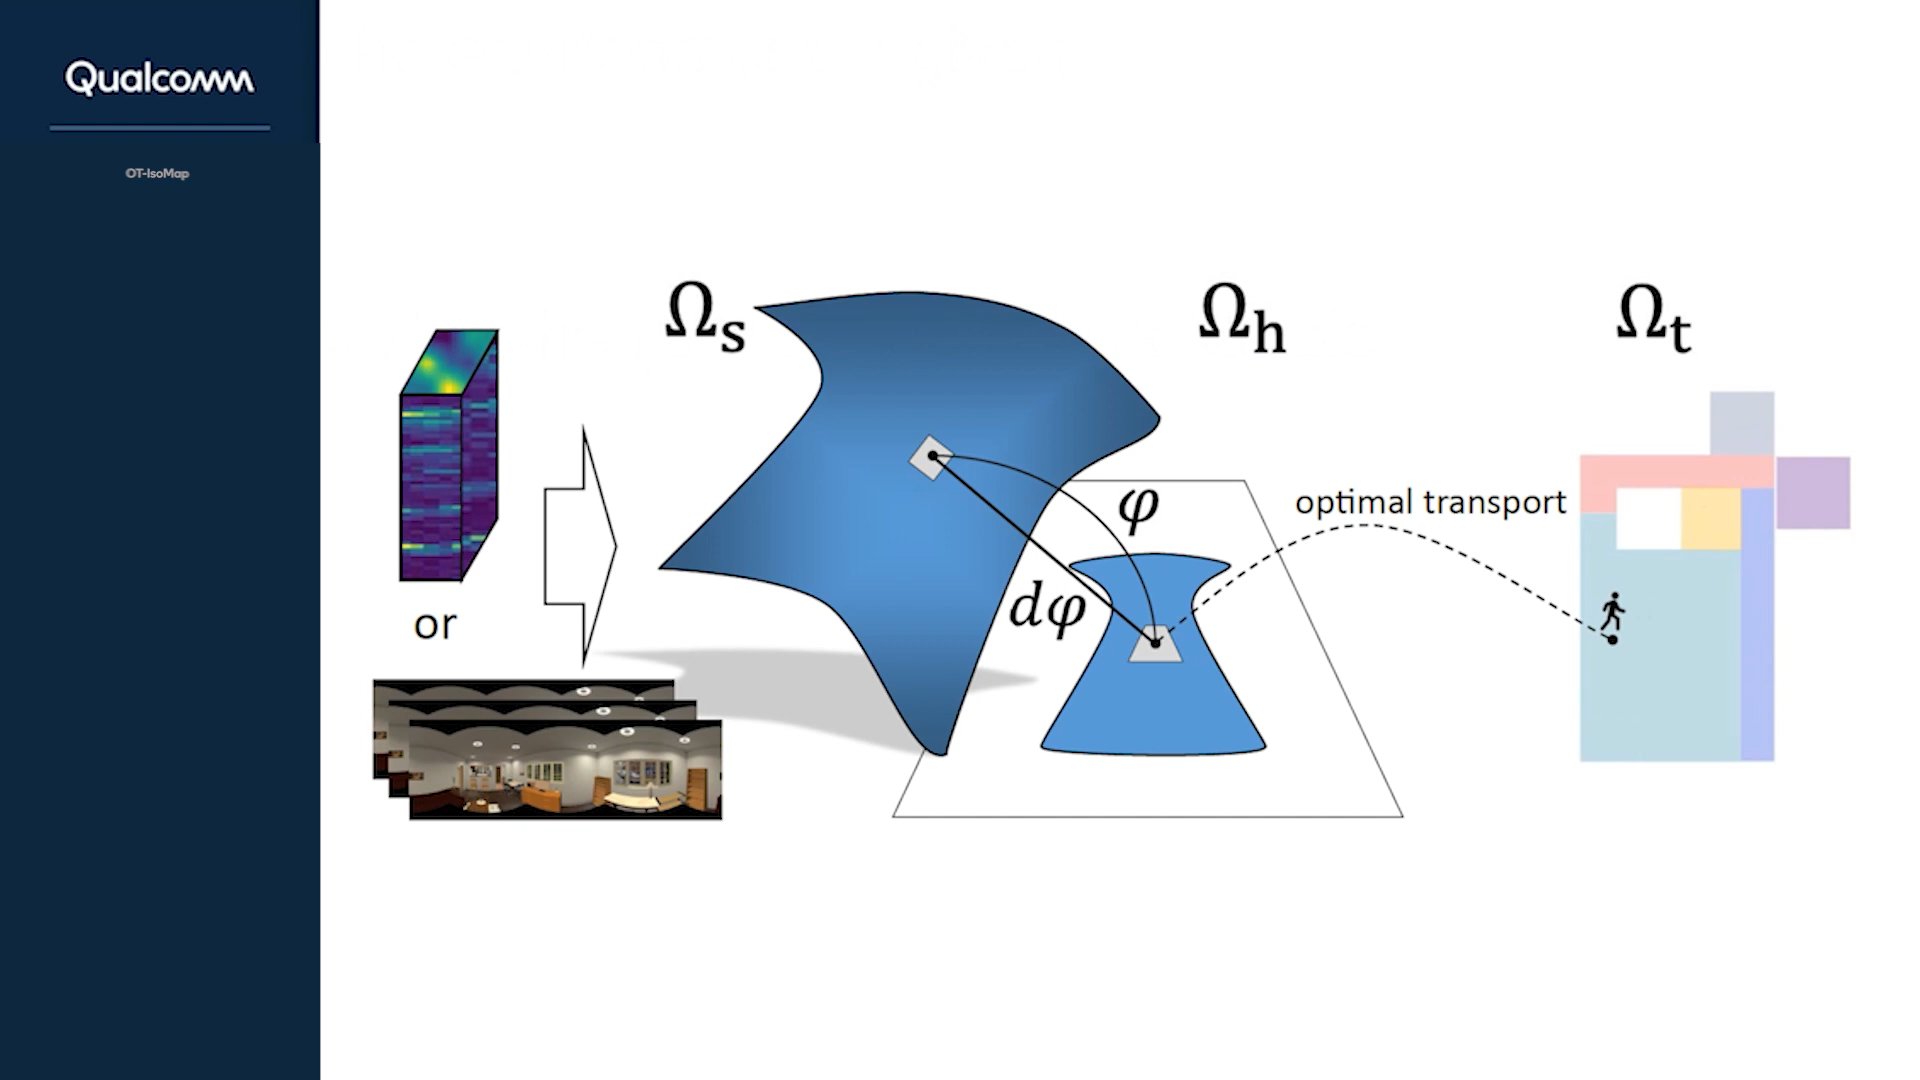 Qualcomm
OT-IsoMap
Ωs
Ωh
Ωt
φ
optimal transport
dφ
or